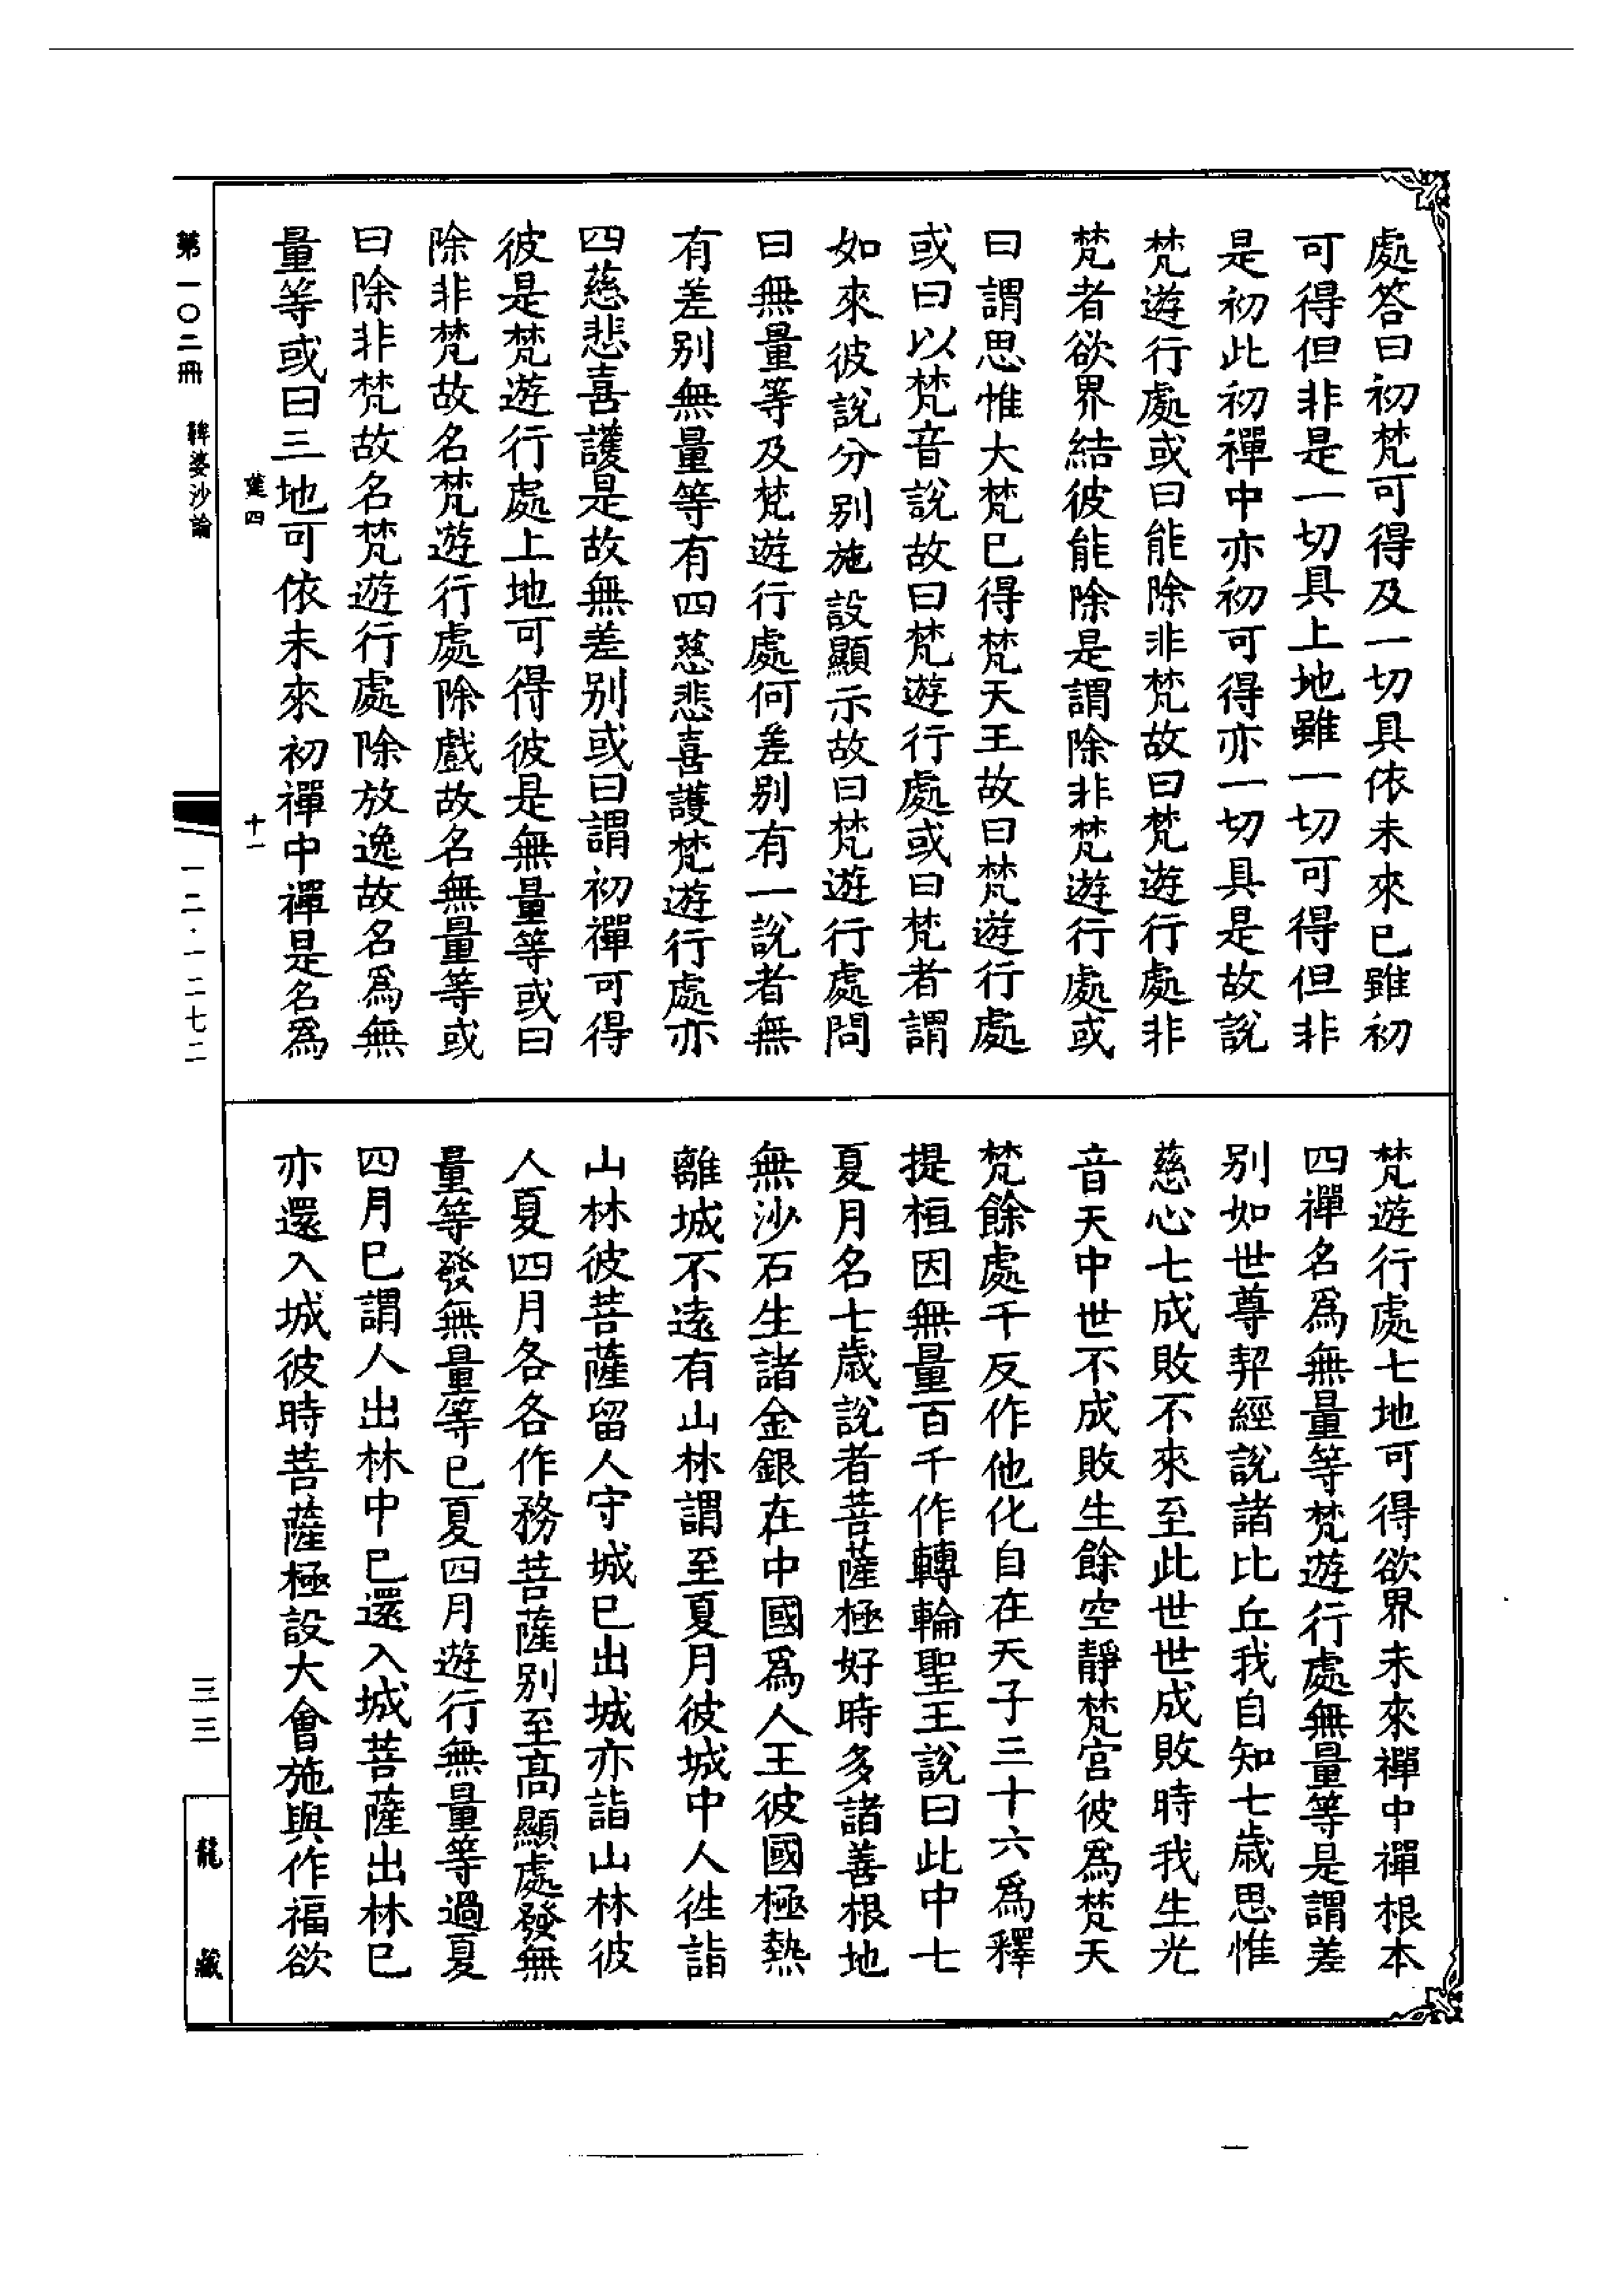 處答曰初梵可得及一切具依未來已雖初
可得但非是一切具上地雖一切可得但非
是初此初禪中亦初可得亦一切具是故說
梵遊行處或曰能除非梵故曰梵遊行處非
梵者欲界結彼能除是謂除非梵遊行處或
曰謂思惟大梵已得梵天王故曰梵遊行處
或曰以梵音說故曰梵遊行處或曰梵者謂
如來彼說分别施設顯示故曰梵遊行處問
曰無量等及梵遊行處何差别有一說者無
有差别無量等有四慈悲喜護梵遊行處亦
四慈悲喜護是故無差别或曰謂初禪可得
彼是梵遊行處上地可得彼是無量等或曰
除非梵故名梵遊行處除戲故名無量等或
曰除非梵故名梵遊行處除放逸故名爲無
量等或曰三地可依未來初禪中禪是名爲
梵遊行處七地可得欲界未來禪中禪根本
四禪名爲無量等梵遊行處無量等是謂差
别如世尊契經說諸比丘我自知七歲思惟
慈心七成敗不來至此世世成敗時我生光
音天中世不成敗生餘空靜梵宮彼爲梵天
梵餘處千反作他化自在天子三十六爲釋
提桓因無量百千作轉輪聖王說曰此中七
夏月名七歲說者菩薩極好時多諸善根地
無沙石生諸金銀在中國爲人王彼國極熱
離城不遠有山林謂至夏月彼城中人徃詣
山林彼菩薩留人守城已出城亦詣山林彼
人夏四月各各作務菩薩别至高顯處發無
量等發無量等已夏四月遊行無量等過夏
四月已謂人出林中已還入城菩薩出林已
亦還入城彼時菩薩極設大會施與作福欲
蘷四
十一
第一〇二冊
鞞婆沙論
一二·一二七二
三三
龍藏